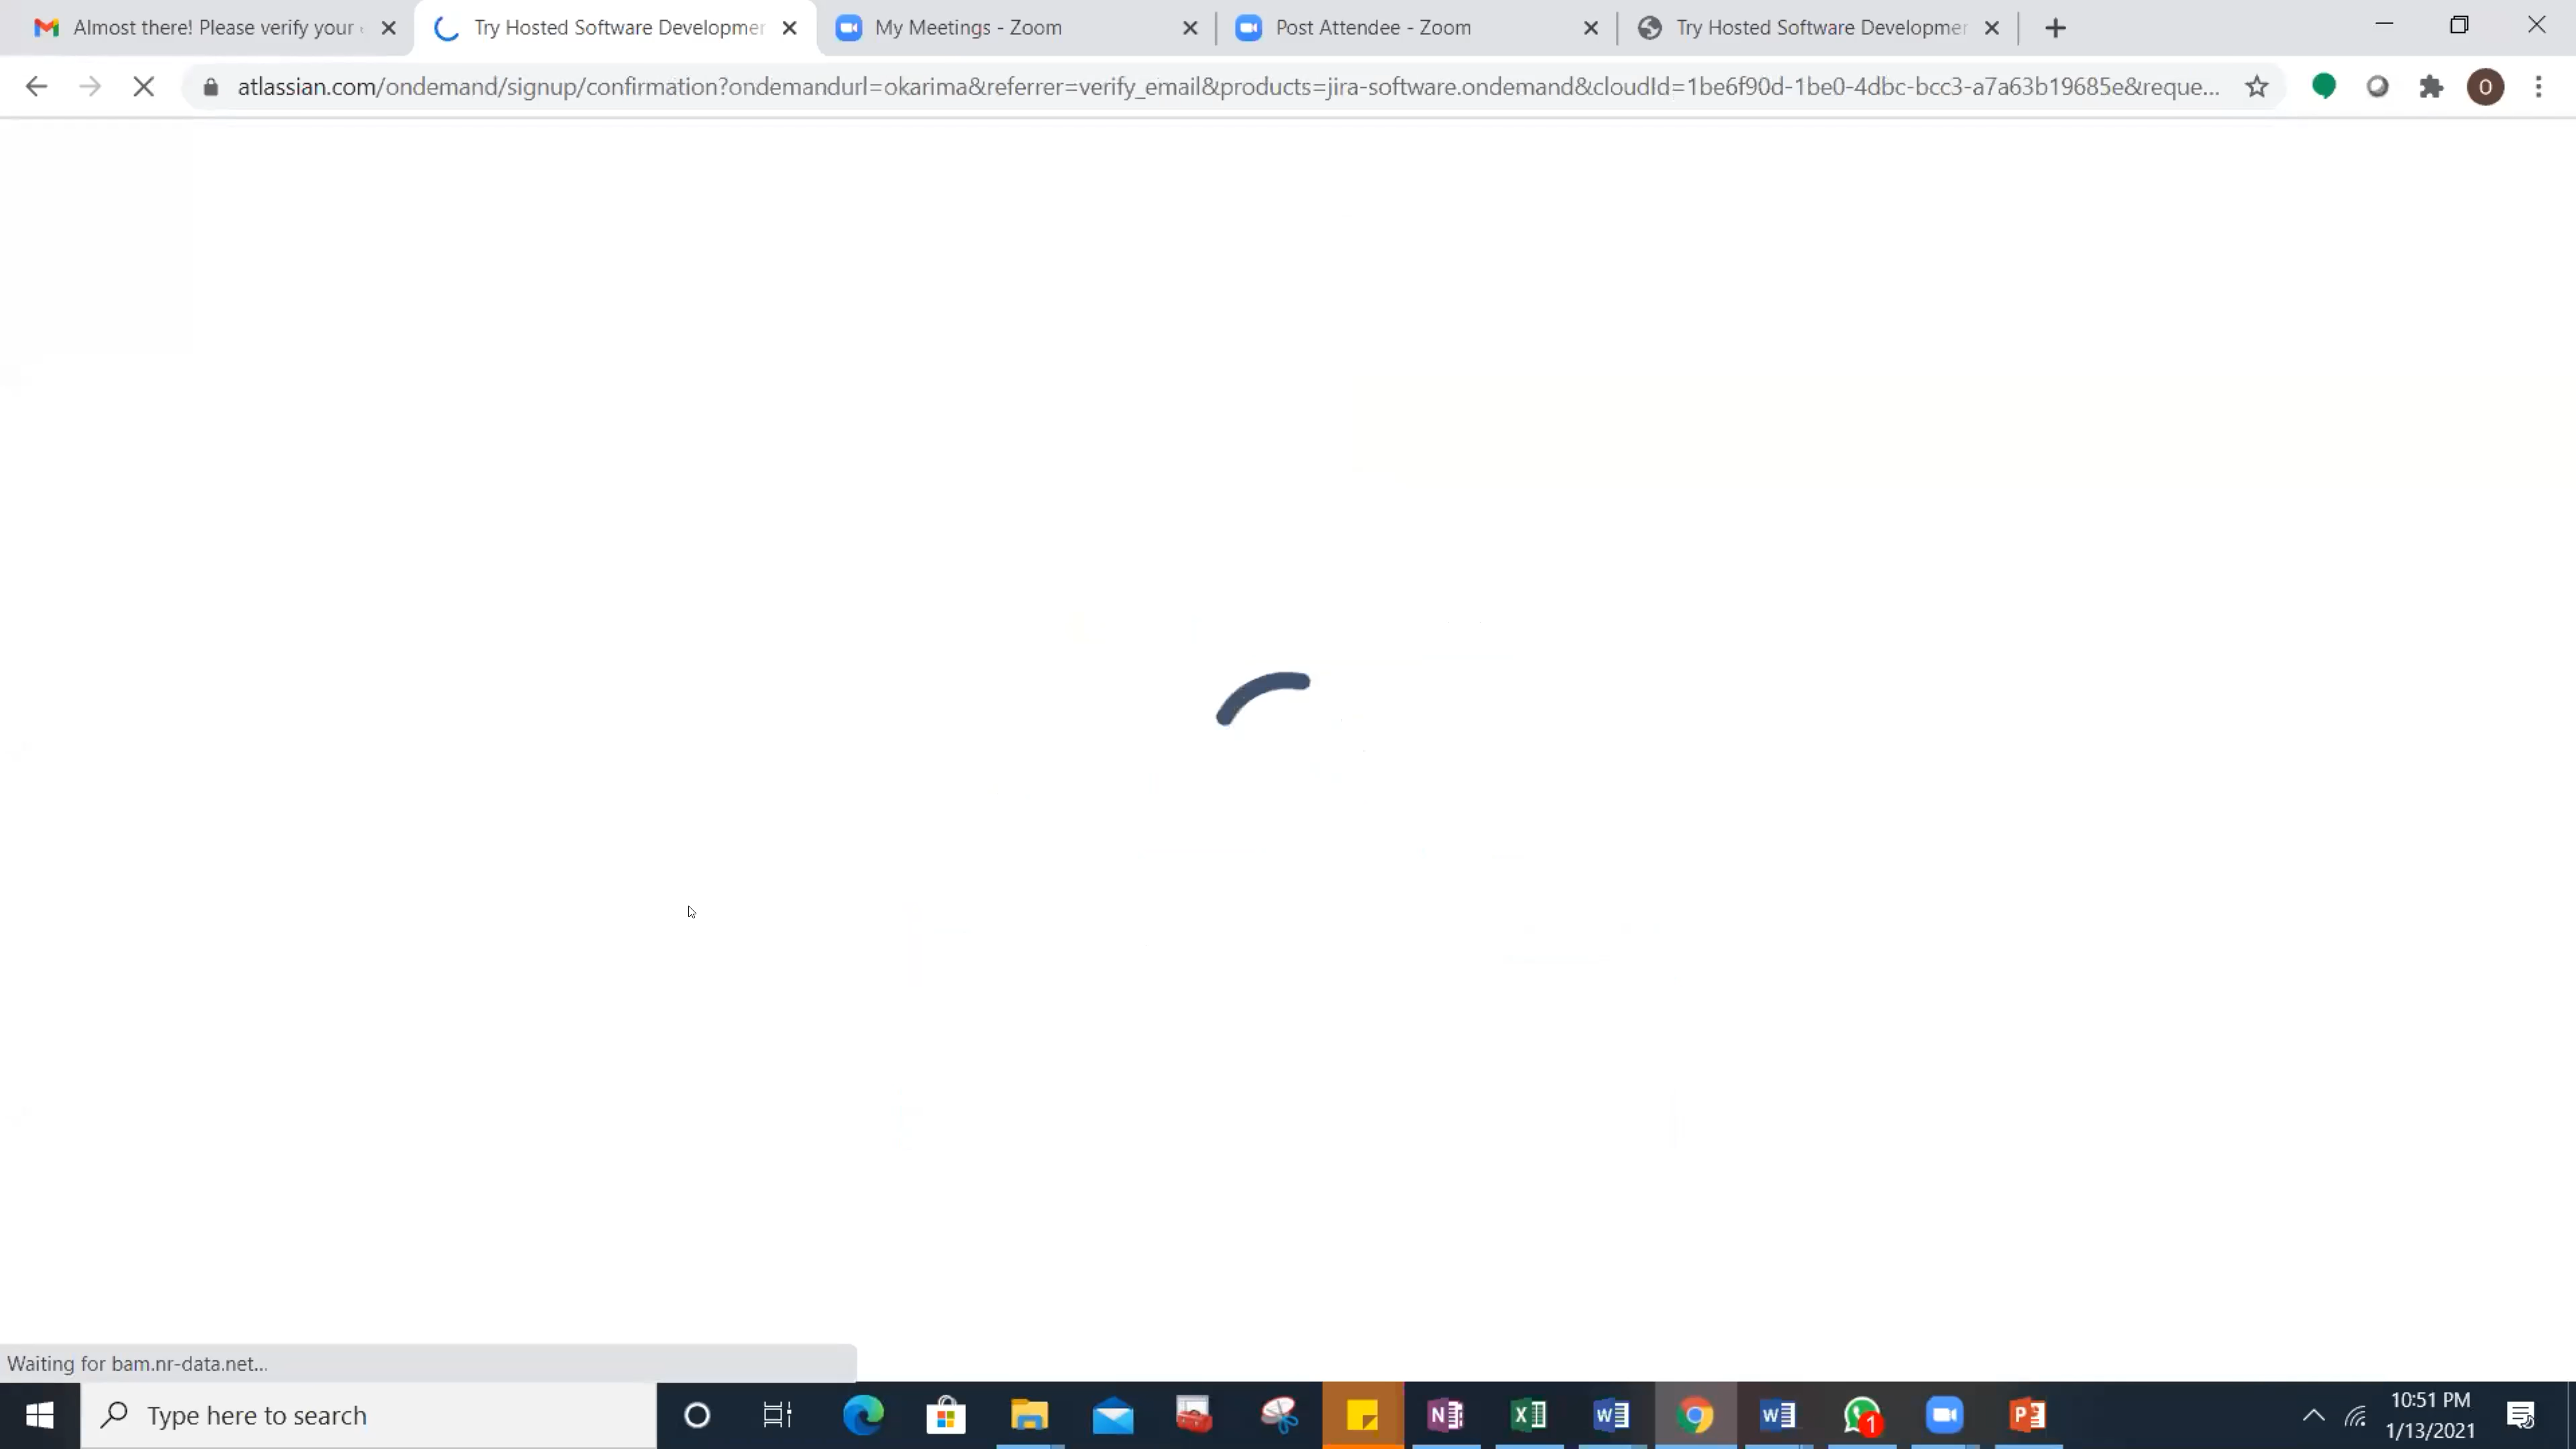 Almost there! Please verify your
Try Hosted Software Developmer
My Meetings - Zoom
Post Attendee - Zoom
Try Hosted Software Developmer
atlassian.com/ondemand/signup/confirmation?ondemandurl=okarima&referrer=verify_email&products=jira-software.ondemand&cloudId=1be6f90d-1be0-4dbc-bcc3-a7a63b19685e&reque...
O
Waiting for bam.nr-data.net...
Type here to search
1
10:51 PM
1/13/2021